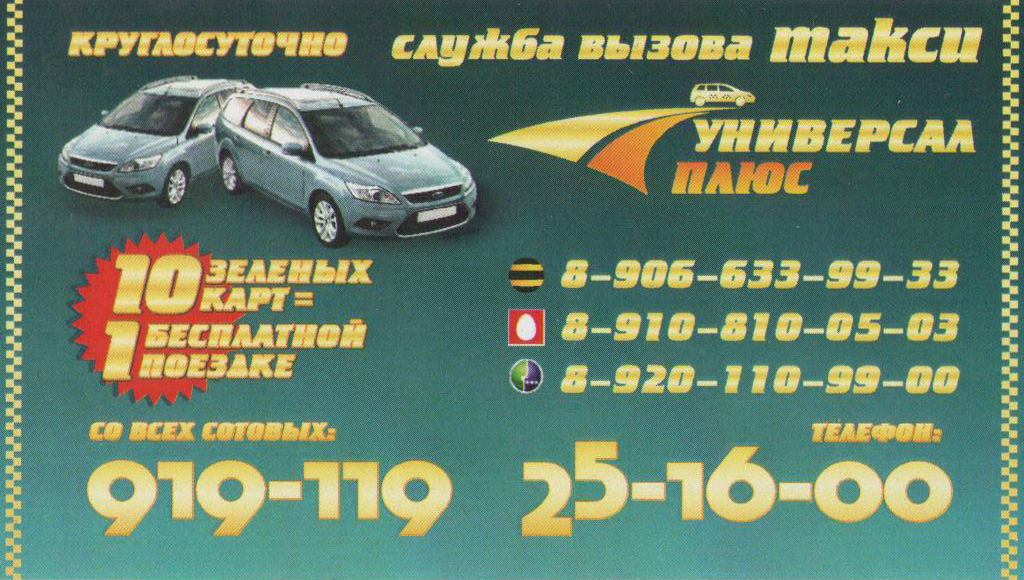 КРУГЛОСУТОЧНО
СЛУЖБА ВЫЗОВА ТАКСИ
УНИВЕРСАЛ
ПЛЮС
10 ЗЕЛЕНЫХ
КАРТ =
1 БЕСПЛАТНОЙ
ПОЕЗДКЕ
8-906-633-99-33
8-910-810-05-03
8-920-110-99-00
СО ВСЕХ СОТОВЫХ:
919-119
ТЕЛЕФОН:
25-16-00